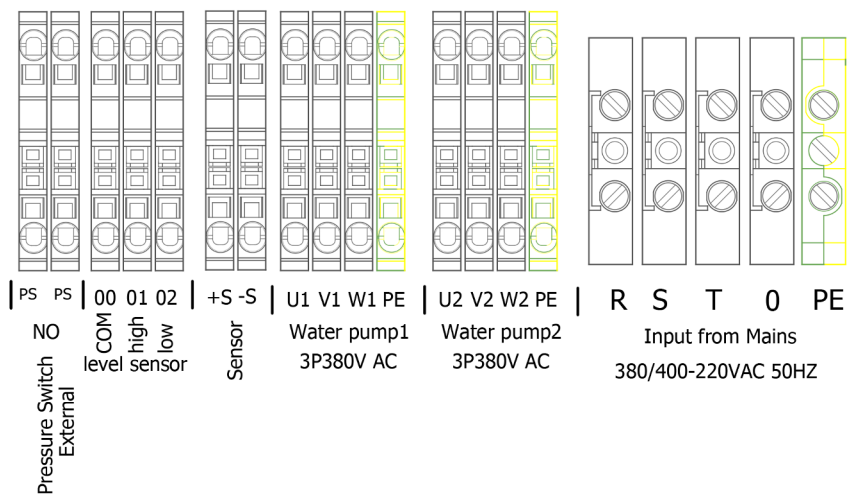 PS PS 00 01 02 +S -S U1 V1 W1 PE U2 V2 W2 PE R S T 0 PE
NO
Pressure Switch
External
COM
high
low
level sensor
Sensor
Water pump1
3P380V AC
Water pump2
3P380V AC
Input from Mains
380/400-220VAC 50HZ